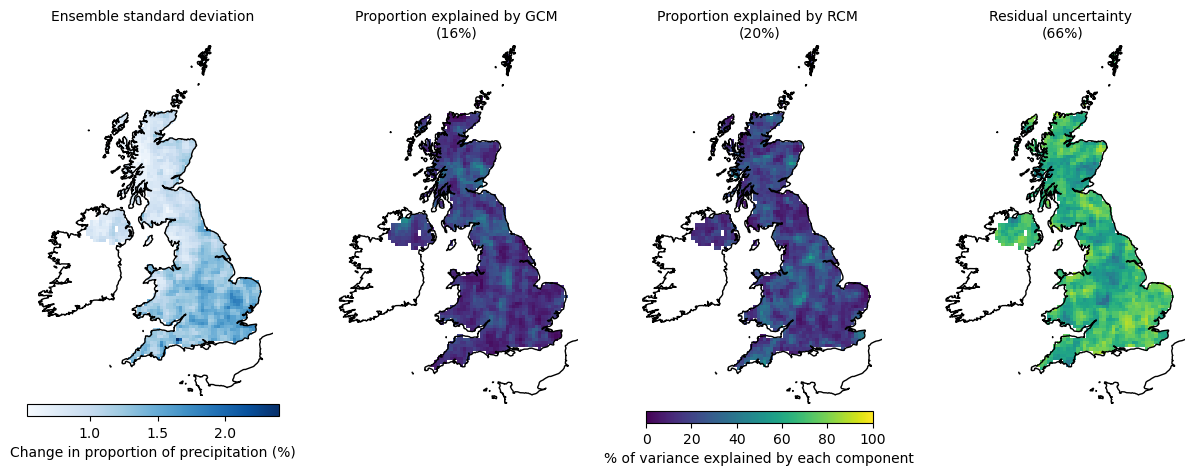 Ensemble standard deviation
Proportion explained by GCM
(16%)
Proportion explained by RCM
(20%)
Residual uncertainty
(66%)
1.0 1.5 2.0
Change in proportion of precipitation (%)
0 20 40 60 80 100
% of variance explained by each component